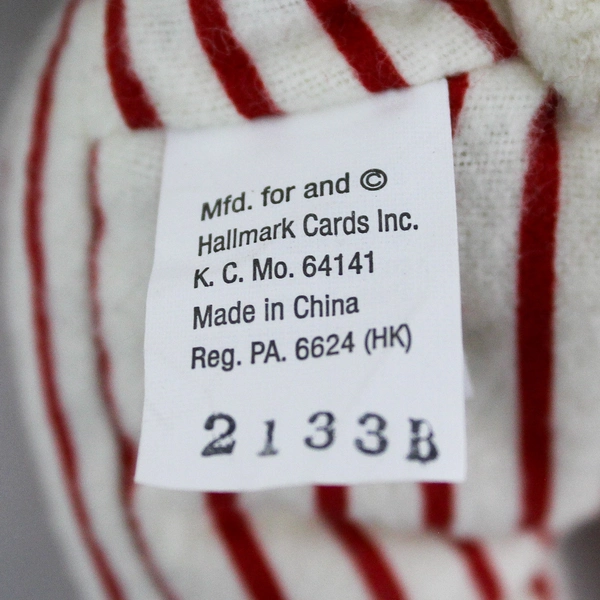 Mfd. for and ©
Hallmark Cards Inc.
K. C. Mo. 64141
Made in China
Reg. PA. 6624 (HK)
2133B